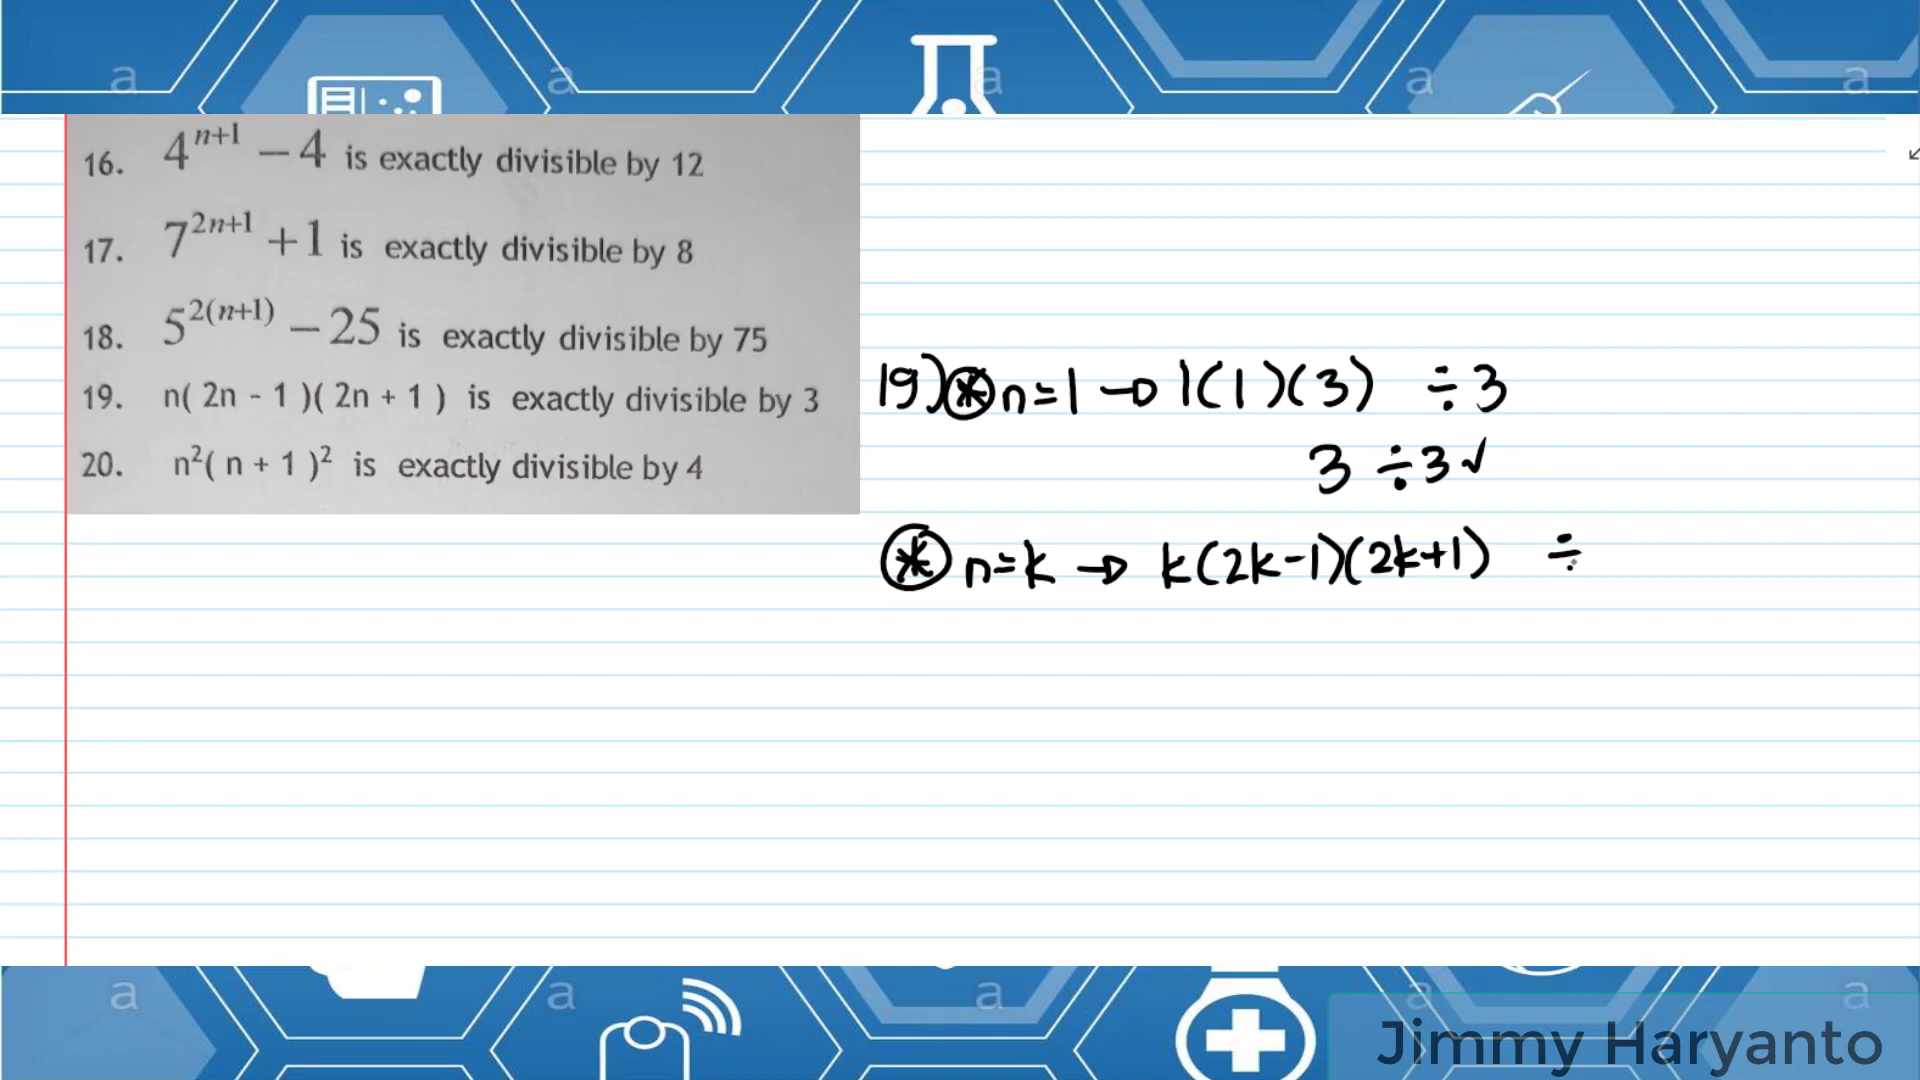 16. 4^{n+1} - 4 is exactly divisible by 12
17. 7^{2n+1} + 1 is exactly divisible by 8
18. 5^{2(n+1)} - 25 is exactly divisible by 75
19. n( 2n - 1 )( 2n + 1 ) is exactly divisible by 3
20. n²( n + 1 )² is exactly divisible by 4
19) ⊛ n=1 → 1(1)(3) ÷3
3 ÷3 ✓
⊛ n=k → k(2k-1)(2k+1) ÷
a a a a a
a a a a a
Jimmy Haryanto